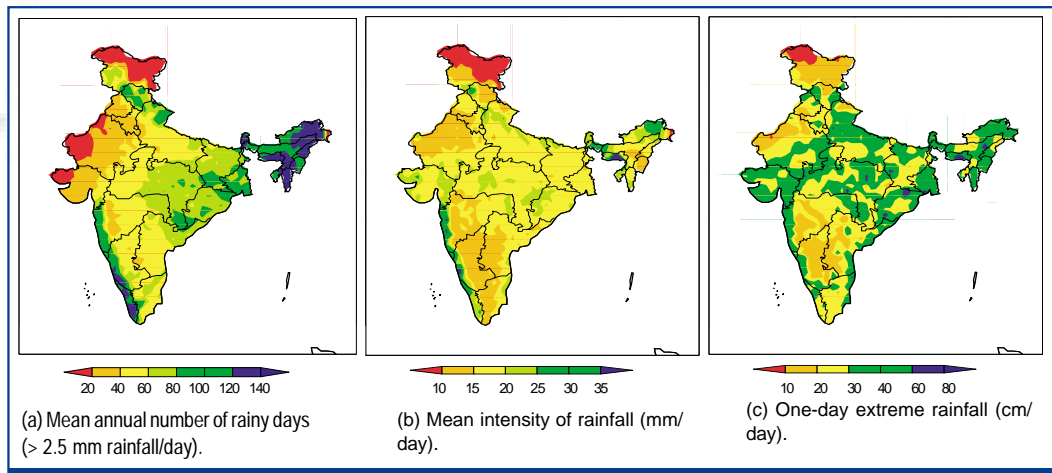 20 40 60 80 100 120 140
(a) Mean annual number of rainy days
(> 2.5 mm rainfall/day).
10 15 20 25 30 35
(b) Mean intensity of rainfall (mm/
day).
10 20 30 40 60 80
(c) One-day extreme rainfall (cm/
day).